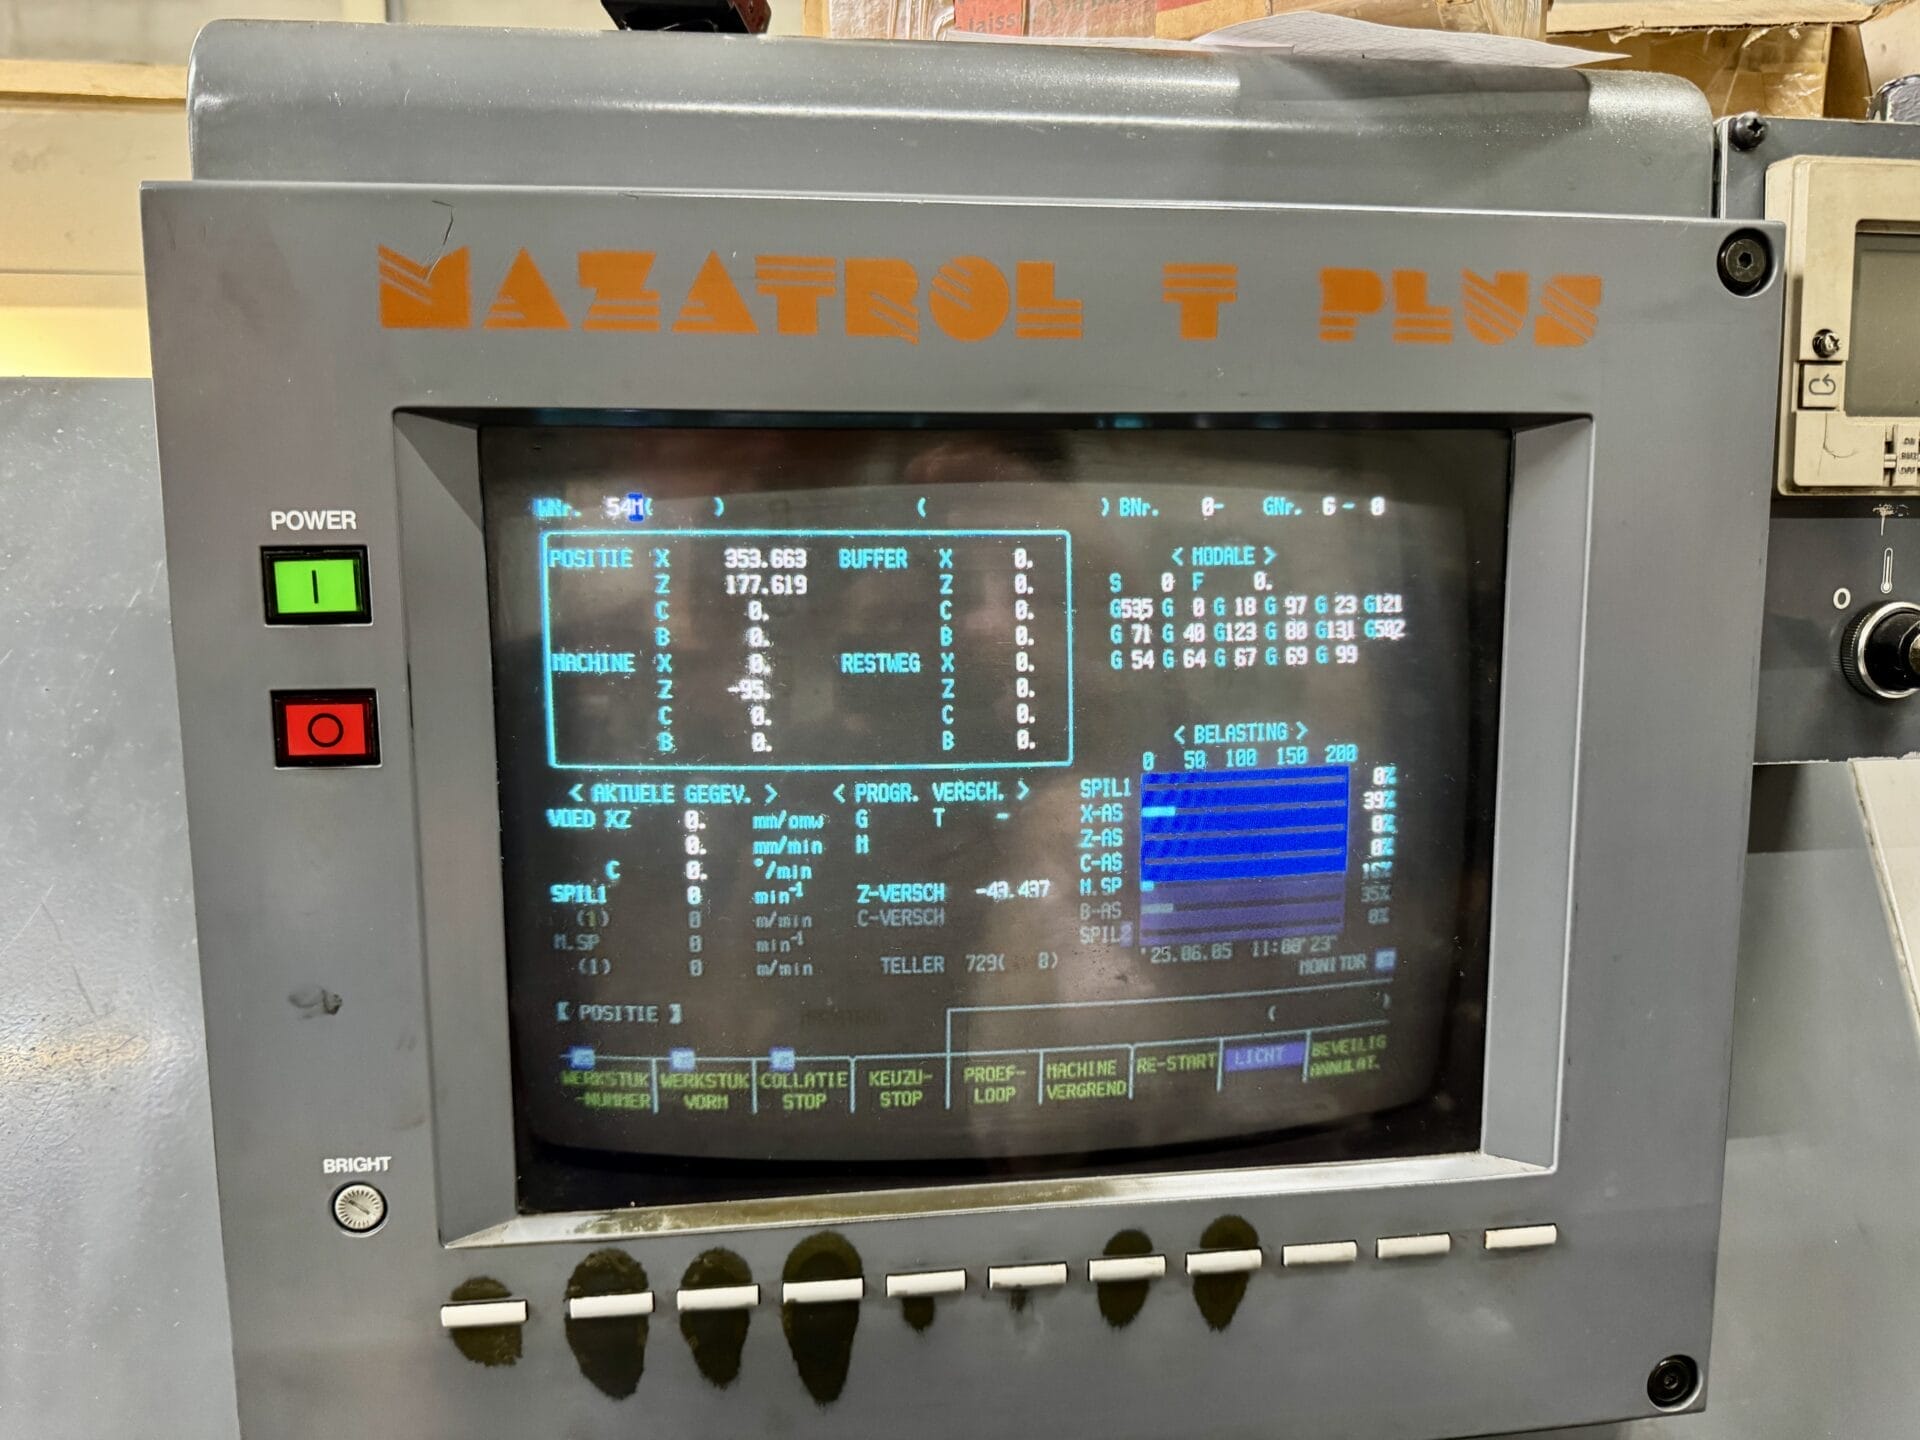 MAZATROL T PLUS
POWER
BRIGHT
WNr. 54M( ) ( ) BNr. 0- GNr. 6 - 0
POSITIE X 353.663 BUFFER X 0.
Z 177.619 Z 0.
C 0. C 0.
B 0. B 0.
MACHINE X 0. RESTWEG X 0.
Z -95. Z 0.
C 0. C 0.
B 0. B 0.
< MODALE >
S 0 F 0.
G535 G 0 G 18 G 97 G 23 G121
G 71 G 40 G123 G 80 G131 G502
G 54 G 64 G 67 G 69 G 99
< BELASTING >
0 50 100 150 200
SPIL1 0%
X-AS 39%
Z-AS 0%
C-AS 0%
M.SP 16%
B-AS 35%
SPIL2 0%
< AKTUELE GEGEV. > < PROGR. VERSCH. >
VOED XZ 0. mm/omw G T -
0. mm/min M
C 0. °/min
SPIL1 0 min-1 Z-VERSCH -43.437
(1) 0 m/min C-VERSCH
M.SP 0 min-1
(1) 0 m/min TELLER 729( 0)
'25.06.05 11:00'23"
MONITOR
【 POSITIE 】 ( )
WERKSTUK -NUMMER
WERKSTUK VORM
COLLATIE STOP
KEUZU- STOP
PROEF- LOOP
MACHINE VERGREND
RE-START
LICHT
BEVEILIG ANNULAT.